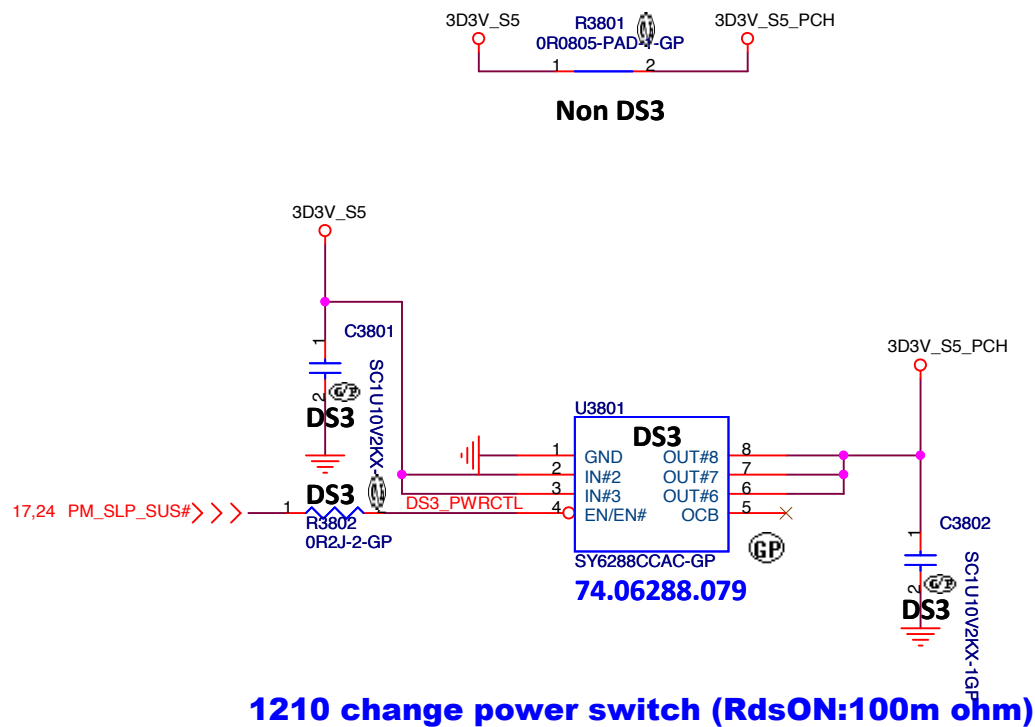 3D3V_S5
R3801
3D3V_S5_PCH
0R0805-PAD-1-GP
1
2
Non DS3
3D3V_S5
1
C3801
2
DS3
SC1U10V2KX-
17,24 PM_SLP_SUS#
1
DS3
R3802
0R2J-2-GP
DS3_PWRCTL
U3801
DS3
1 GND OUT#8 8
2 IN#2 OUT#7 7
3 IN#3 OUT#6 6
4 EN/EN# OCB 5
SY6288CCAC-GP
GP
74.06288.079
3D3V_S5_PCH
1
C3802
2
G/P
DS3
SC1U10V2KX-1GP
1210 change power switch (RdsON:100m ohm)